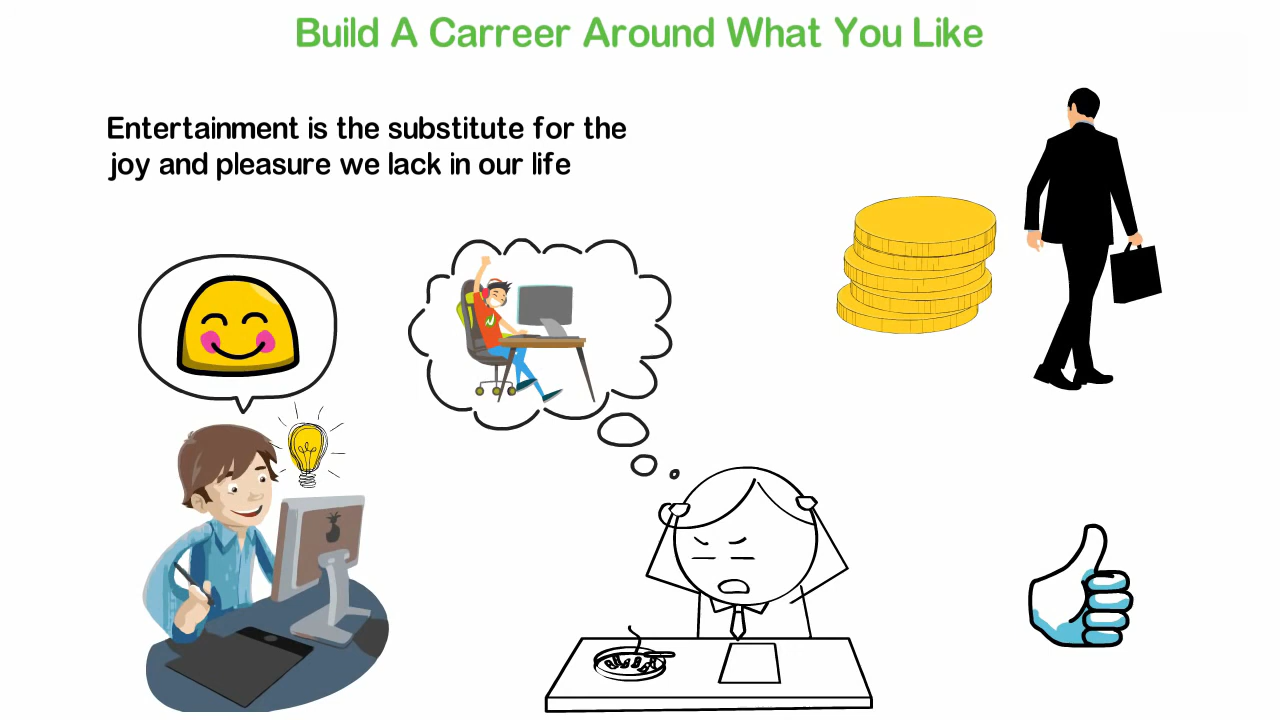 Build A Carreer Around What You Like
Entertainment is the substitute for the
joy and pleasure we lack in our life